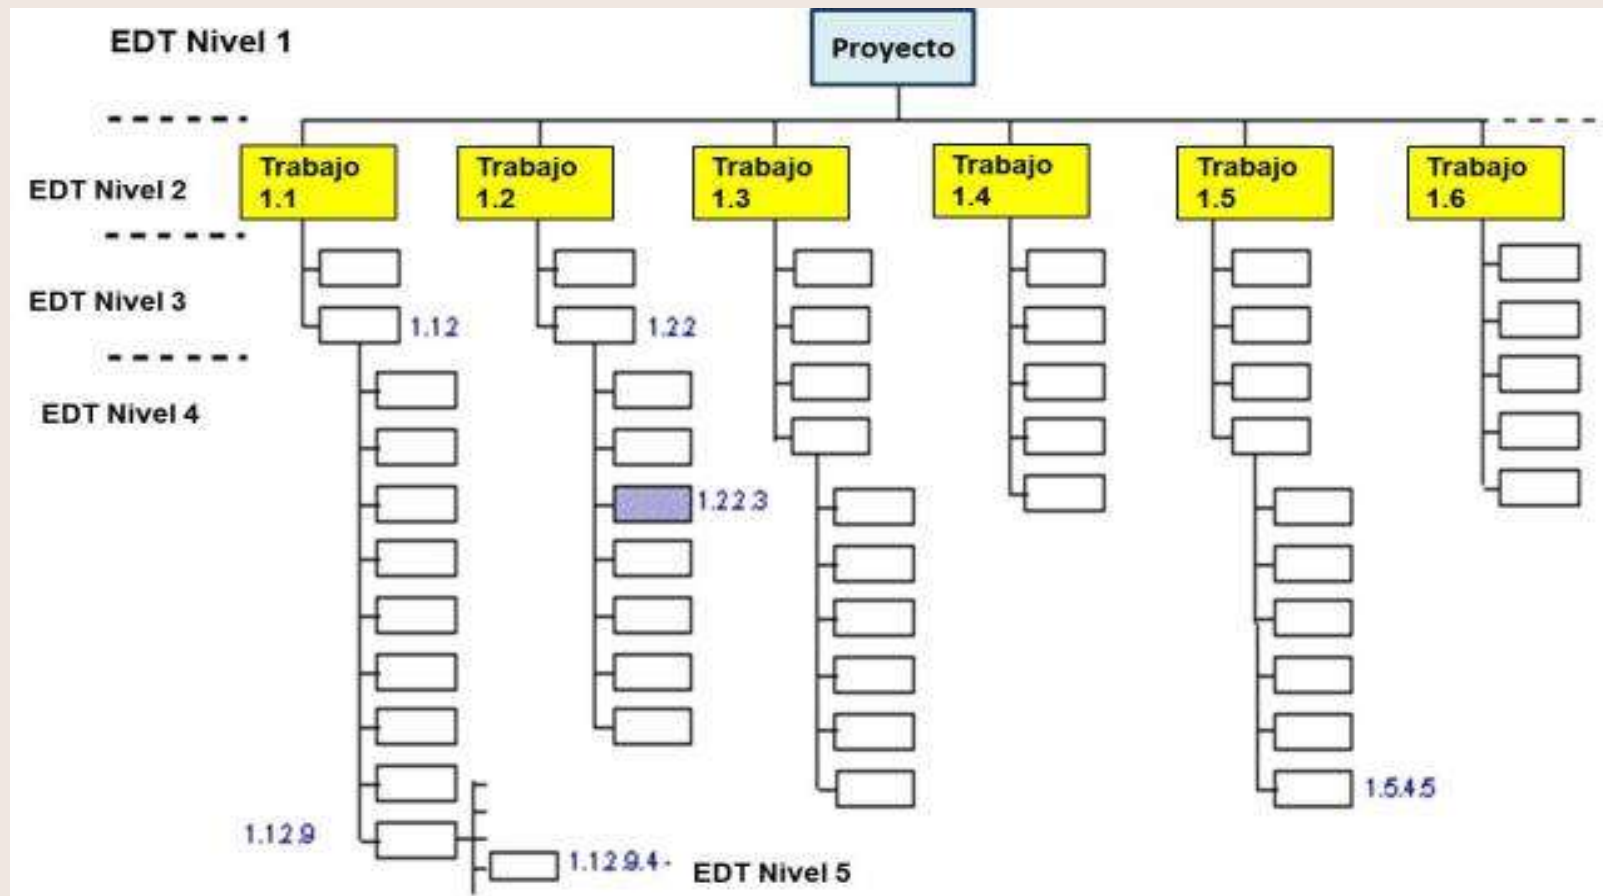 EDT Nivel 1
Proyecto
EDT Nivel 2
Trabajo
1.1
Trabajo
1.2
Trabajo
1.3
Trabajo
1.4
Trabajo
1.5
Trabajo
1.6
EDT Nivel 3
1.1.2
1.2.2
EDT Nivel 4
1.2.2.3
1.5.4.5
1.1.2.9
1.1.2.9.4 -
EDT Nivel 5